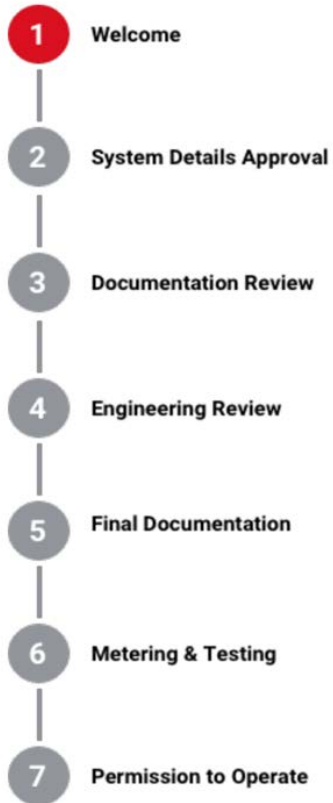 1 Welcome
2 System Details Approval
3 Documentation Review
4 Engineering Review
5 Final Documentation
6 Metering & Testing
7 Permission to Operate